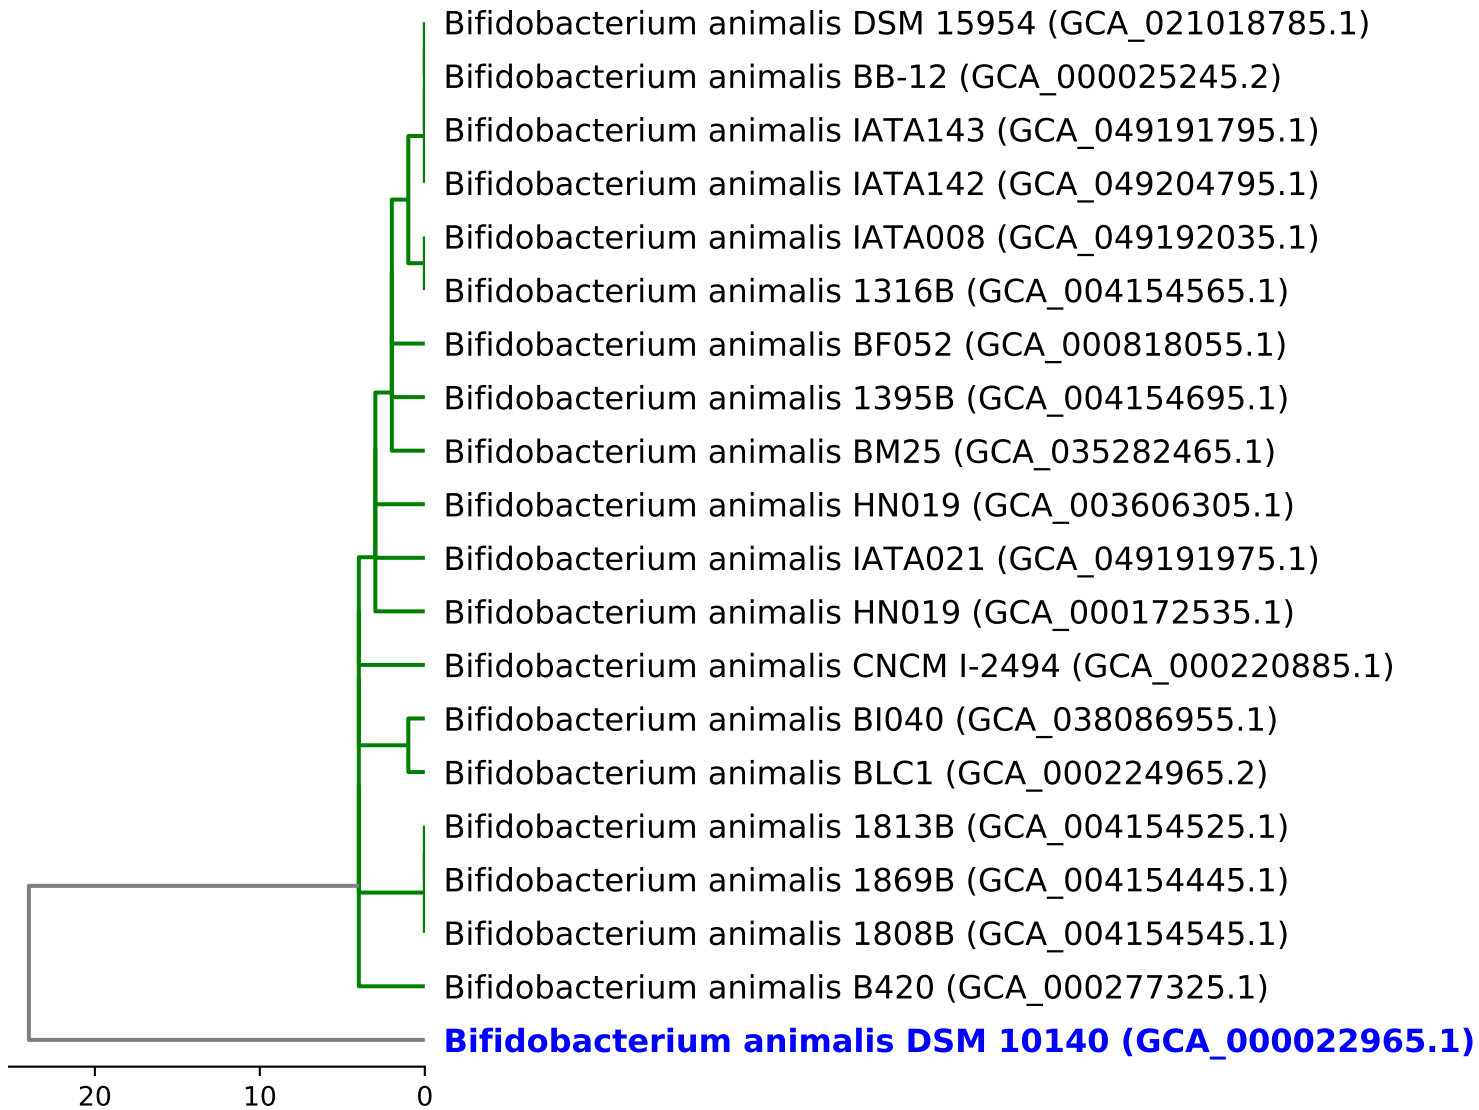 Bifidobacterium animalis DSM 15954 (GCA_021018785.1)
Bifidobacterium animalis BB-12 (GCA_000025245.2)
Bifidobacterium animalis IATA143 (GCA_049191795.1)
Bifidobacterium animalis IATA142 (GCA_049204795.1)
Bifidobacterium animalis IATA008 (GCA_049192035.1)
Bifidobacterium animalis 1316B (GCA_004154565.1)
Bifidobacterium animalis BF052 (GCA_000818055.1)
Bifidobacterium animalis 1395B (GCA_004154695.1)
Bifidobacterium animalis BM25 (GCA_035282465.1)
Bifidobacterium animalis HN019 (GCA_003606305.1)
Bifidobacterium animalis IATA021 (GCA_049191975.1)
Bifidobacterium animalis HN019 (GCA_000172535.1)
Bifidobacterium animalis CNCM I-2494 (GCA_000220885.1)
Bifidobacterium animalis BI040 (GCA_038086955.1)
Bifidobacterium animalis BLC1 (GCA_000224965.2)
Bifidobacterium animalis 1813B (GCA_004154525.1)
Bifidobacterium animalis 1869B (GCA_004154445.1)
Bifidobacterium animalis 1808B (GCA_004154545.1)
Bifidobacterium animalis B420 (GCA_000277325.1)
Bifidobacterium animalis DSM 10140 (GCA_000022965.1)
20 10 0